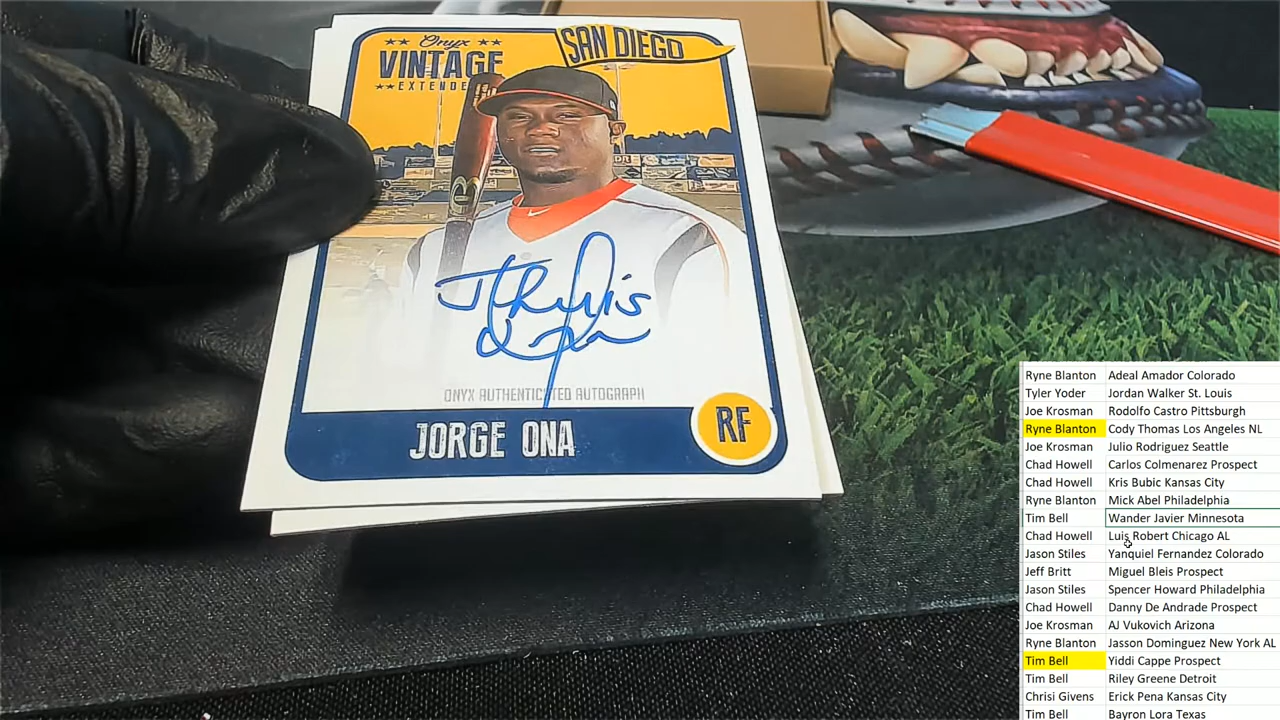 Onyx
VINTAGE
EXTENDE
SAN DIEGO
ONYX AUTHENTICATED AUTOGRAPH
JORGE ONA
RF
Ryne Blanton Adeal Amador Colorado
Tyler Yoder Jordan Walker St. Louis
Joe Krosman Rodolfo Castro Pittsburgh
Ryne Blanton Cody Thomas Los Angeles NL
Joe Krosman Julio Rodriguez Seattle
Chad Howell Carlos Colmenarez Prospect
Chad Howell Kris Bubic Kansas City
Ryne Blanton Mick Abel Philadelphia
Tim Bell Wander Javier Minnesota
Chad Howell Luis Robert Chicago AL
Jason Stiles Yanquiel Fernandez Colorado
Jeff Britt Miguel Bleis Prospect
Jason Stiles Spencer Howard Philadelphia
Chad Howell Danny De Andrade Prospect
Joe Krosman AJ Vukovich Arizona
Ryne Blanton Jasson Dominguez New York AL
Tim Bell Yiddi Cappe Prospect
Tim Bell Riley Greene Detroit
Chrisi Givens Erick Pena Kansas City
Tim Bell Bayron Lora Texas